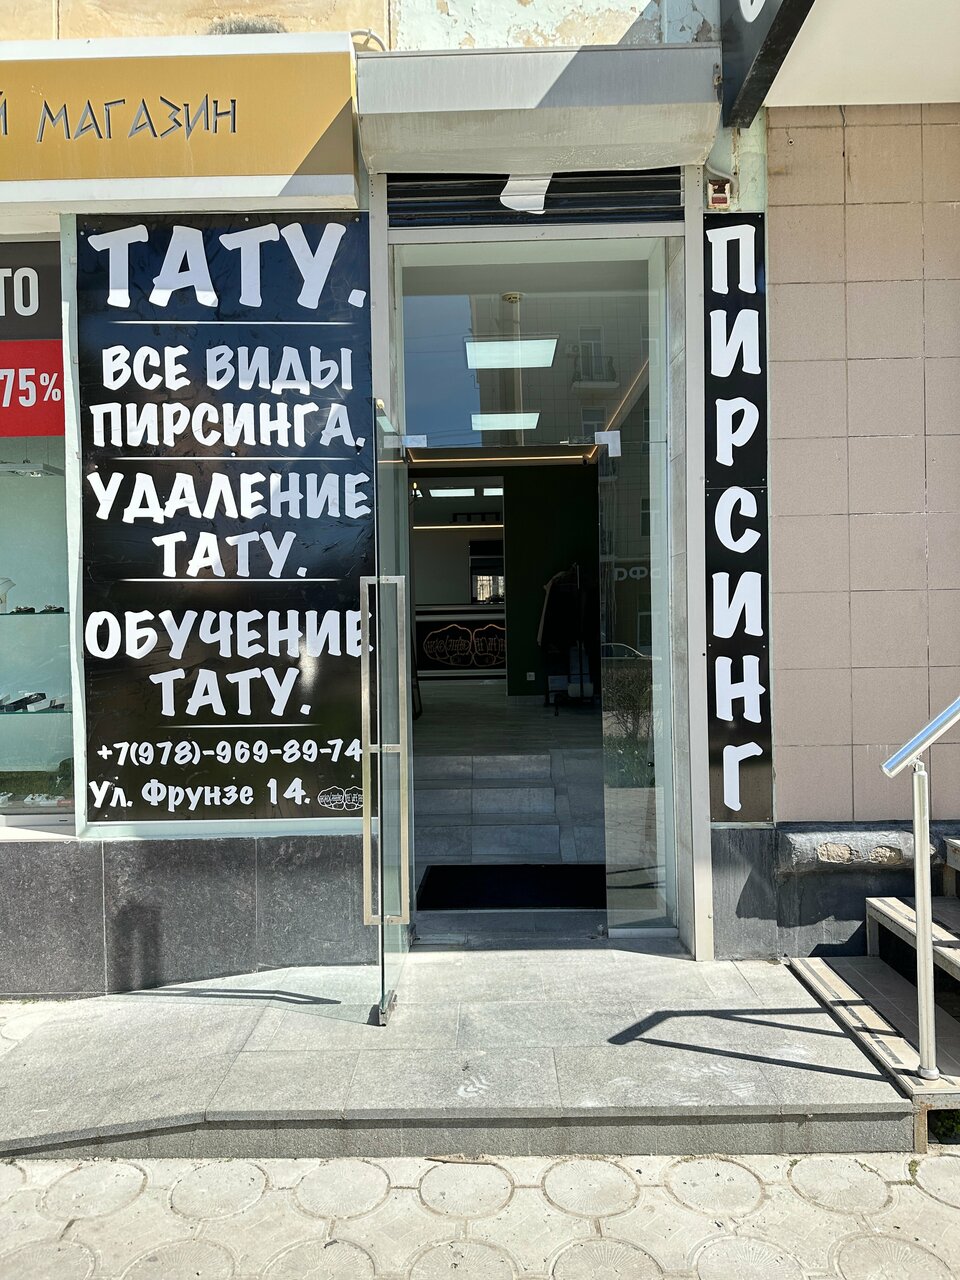 МАГАЗИН
ТО
75%
ТАТУ.
ВСЕ ВИДЫ
ПИРСИНГА.
УДАЛЕНИЕ
ТАТУ.
ОБУЧЕНИЕ
ТАТУ.
+7(978)-969-89-74
Ул. Фрунзе 14.
ПИРСИНГ